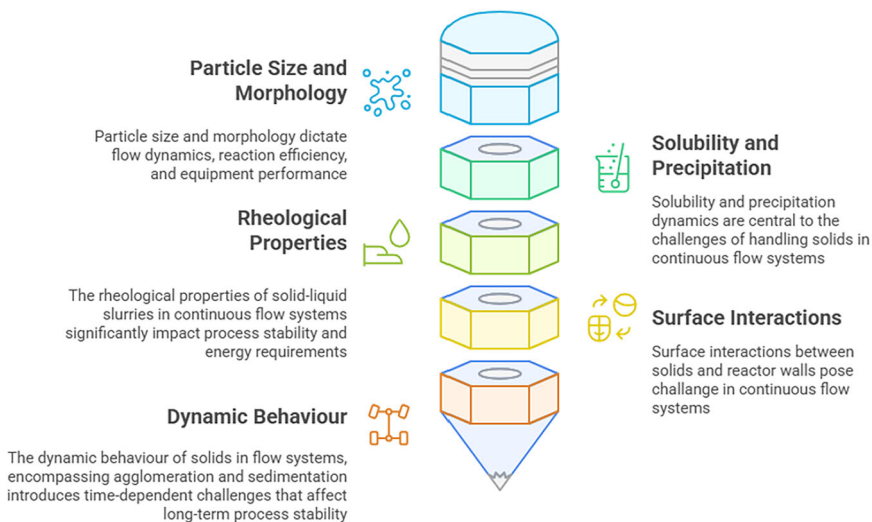 Particle Size and
Morphology
Particle size and morphology dictate
flow dynamics, reaction efficiency,
and equipment performance
Solubility and
Precipitation
Solubility and precipitation
dynamics are central to the
challenges of handling solids in
continuous flow systems
Rheological
Properties
The rheological properties of solid-liquid
slurries in continuous flow systems
significantly impact process stability and
energy requirements
Surface Interactions
Surface interactions between
solids and reactor walls pose
challange in continuous flow
systems
Dynamic Behaviour
The dynamic behaviour of solids in flow systems,
encompassing agglomeration and sedimentation
introduces time-dependent challenges that affect
long-term process stability